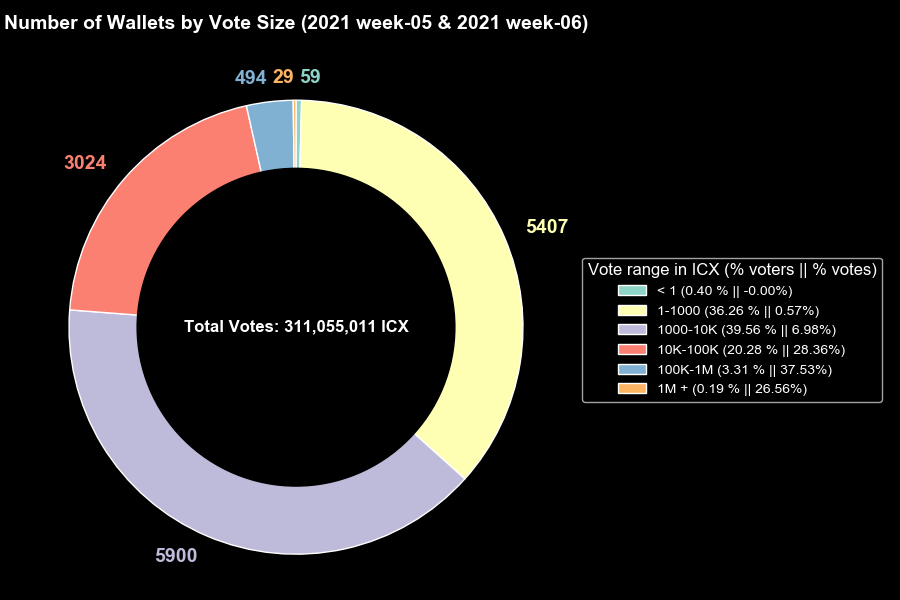 Number of Wallets by Vote Size (2021 week-05 & 2021 week-06)
494 29 59
3024
5407
Vote range in ICX (% voters || % votes)
< 1 (0.40 % || -0.00%)
1-1000 (36.26 % || 0.57%)
1000-10K (39.56 % || 6.98%)
10K-100K (20.28 % || 28.36%)
100K-1M (3.31 % || 37.53%)
1M + (0.19 % || 26.56%)
Total Votes: 311,055,011 ICX
5900